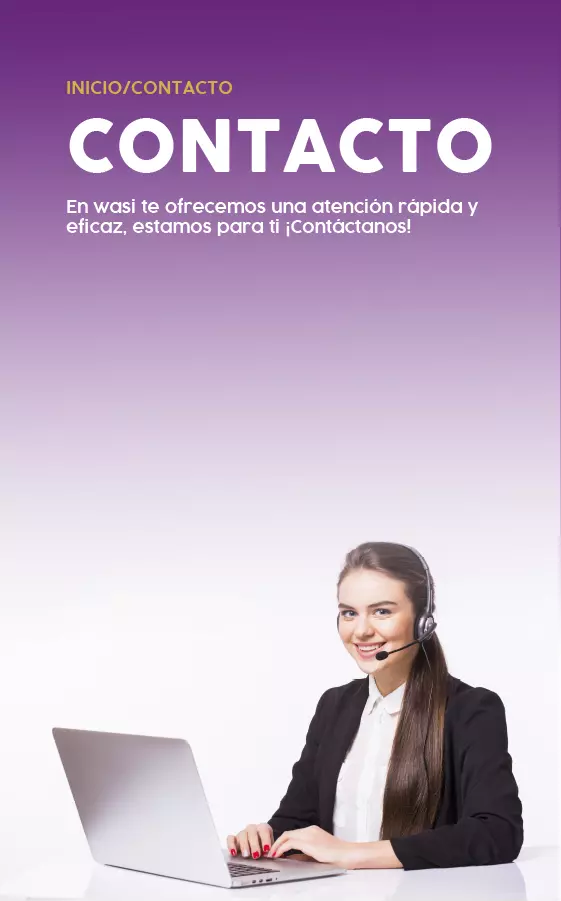 INICIO/CONTACTO
CONTACTO
En wasi te ofrecemos una atención rápida y
eficaz, estamos para ti ¡Contáctanos!